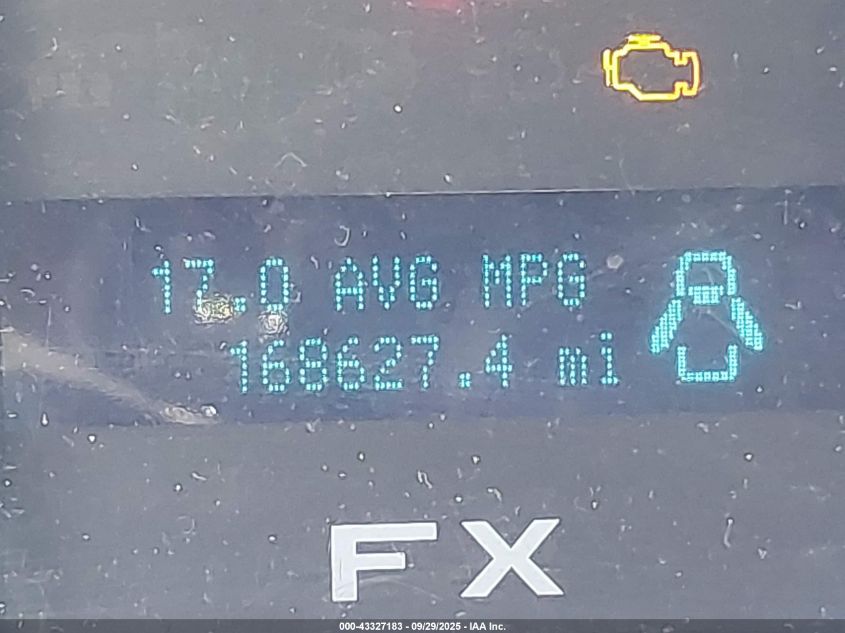 17.0 AVG MPG
168627.4 mi
FX
000-43327183 - 09/29/2025 - IAA Inc.